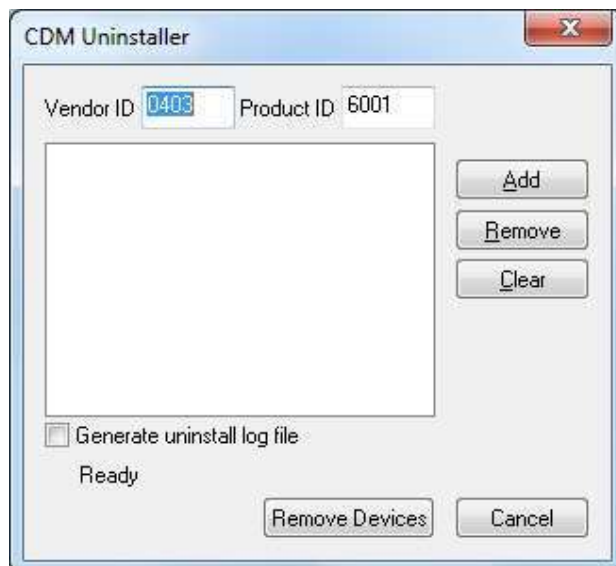 CDM Uninstaller
Vendor ID 0403 Product ID 6001
Add
Remove
Clear
Generate uninstall log file
Ready
Remove Devices Cancel